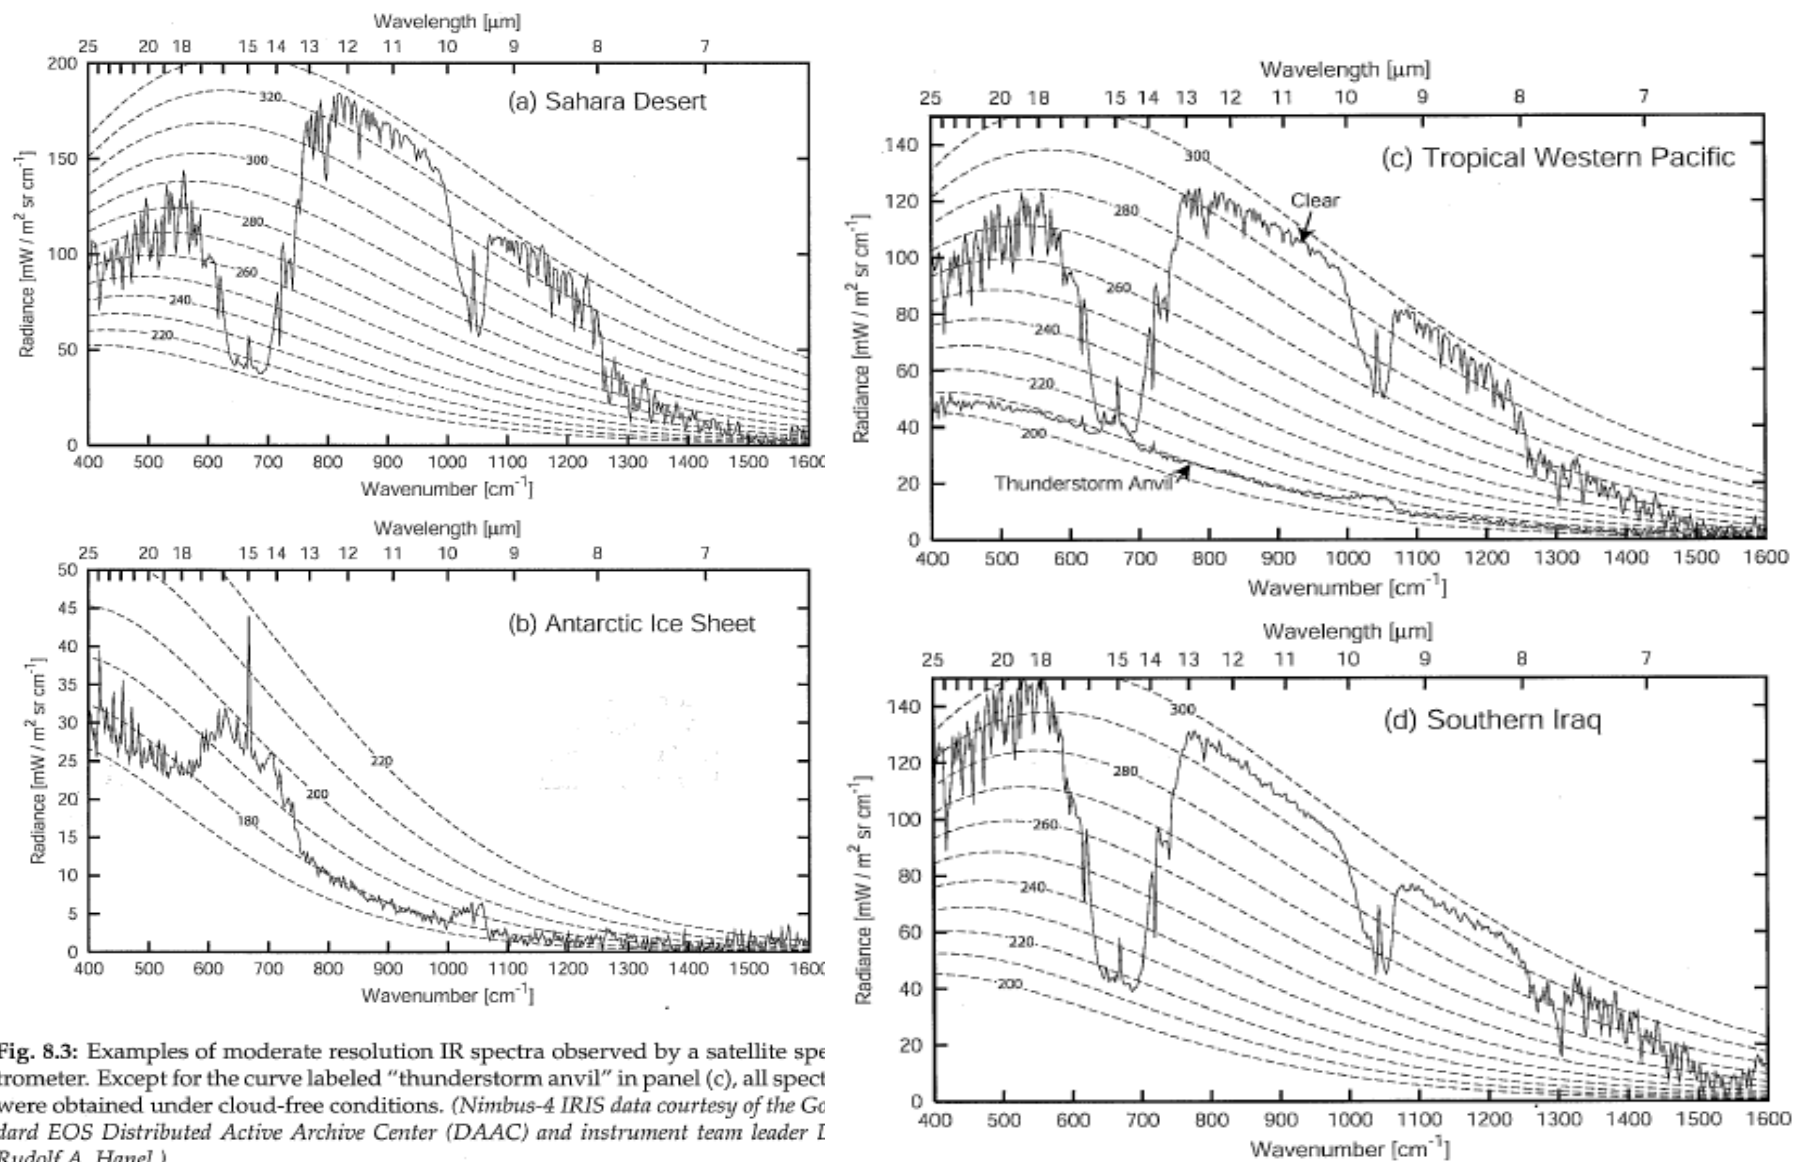 Wavelength [μm]
25 20 18 15 14 13 12 11 10 9 8 7
200
150
100
50
0
Radiance [mW / m² sr cm⁻¹]
(a) Sahara Desert
320
300
280
260
240
220
400 500 600 700 800 900 1000 1100 1200 1300 1400 1500 1600
Wavenumber [cm⁻¹]
Wavelength [μm]
25 20 18 15 14 13 12 11 10 9 8 7
50
45
40
35
30
25
20
15
10
5
0
Radiance [mW / m² sr cm⁻¹]
(b) Antarctic Ice Sheet
220
200
180
400 500 600 700 800 900 1000 1100 1200 1300 1400 1500 1600
Wavenumber [cm⁻¹]
Fig. 8.3: Examples of moderate resolution IR spectra observed by a satellite spe
trometer. Except for the curve labeled "thunderstorm anvil" in panel (c), all spect
were obtained under cloud-free conditions. (Nimbus-4 IRIS data courtesy of the Go
dard EOS Distributed Active Archive Center (DAAC) and instrument team leader
Rudolf A. Hanel.)
Wavelength [μm]
25 20 18 15 14 13 12 11 10 9 8 7
140
120
100
80
60
40
20
0
Radiance [mW / m² sr cm⁻¹]
(c) Tropical Western Pacific
300
Clear
280
260
240
220
200
Thunderstorm Anvil
400 500 600 700 800 900 1000 1100 1200 1300 1400 1500 1600
Wavenumber [cm⁻¹]
Wavelength [μm]
25 20 18 15 14 13 12 11 10 9 8 7
140
120
100
80
60
40
20
0
Radiance [mW / m² sr cm⁻¹]
(d) Southern Iraq
300
280
260
240
220
200
400 500 600 700 800 900 1000 1100 1200 1300 1400 1500 1600
Wavenumber [cm⁻¹]